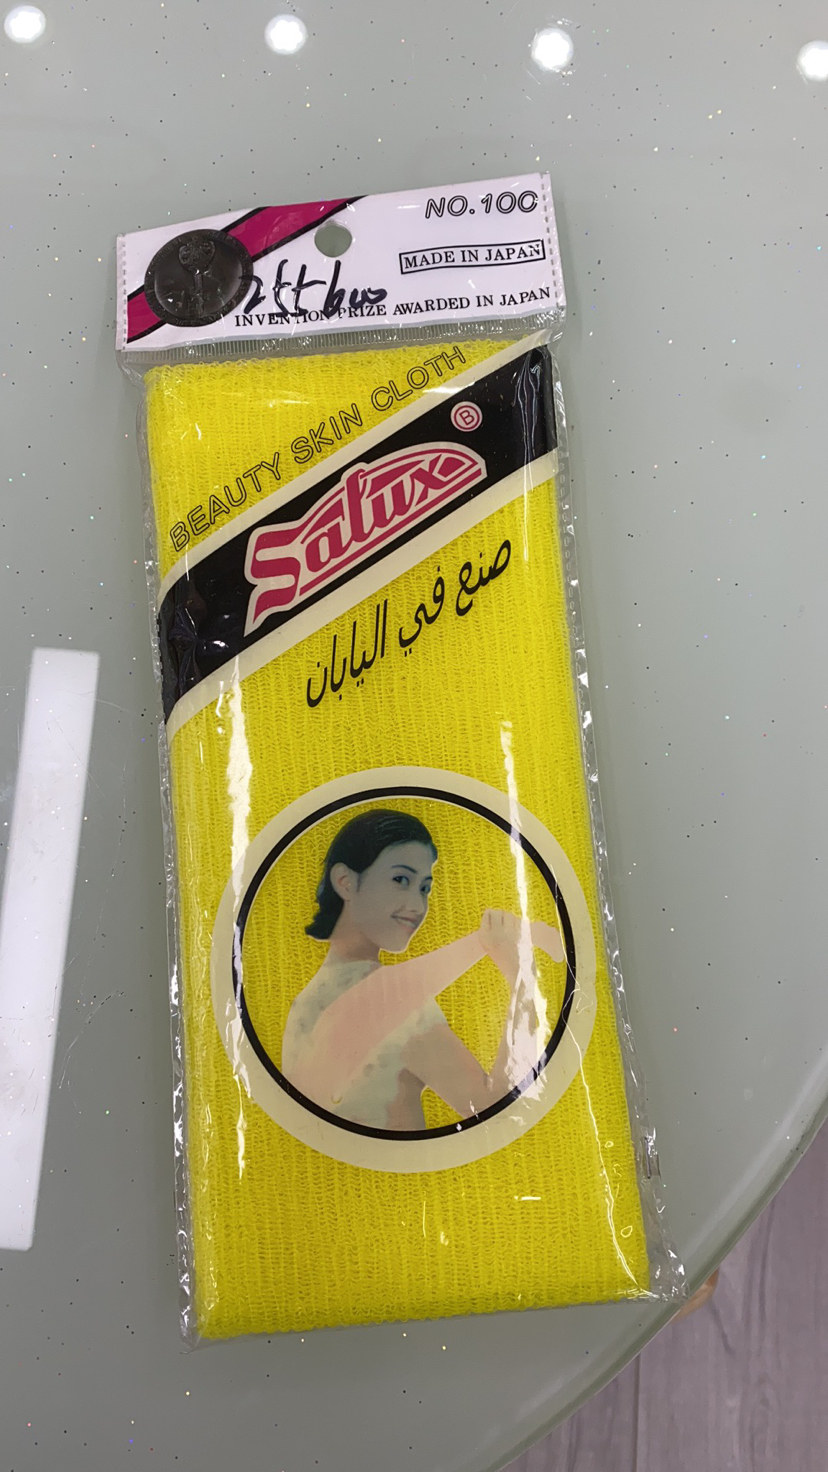 NO.100
MADE IN JAPAN
INVENTION PRIZE AWARDED IN JAPAN
BEAUTY SKIN CLOTH
Salux Ⓑ
صنع في اليابان